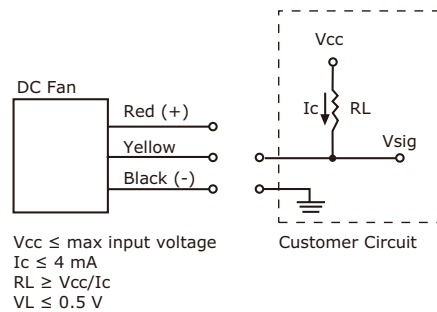 Vcc
DC Fan
Ic
RL
Red (+)
Vsig
Yellow
Black (-)
Vcc ≤ max input voltage
Customer Circuit
Ic ≤ 4 mA
RL ≥ Vcc/Ic
VL ≤ 0.5 V